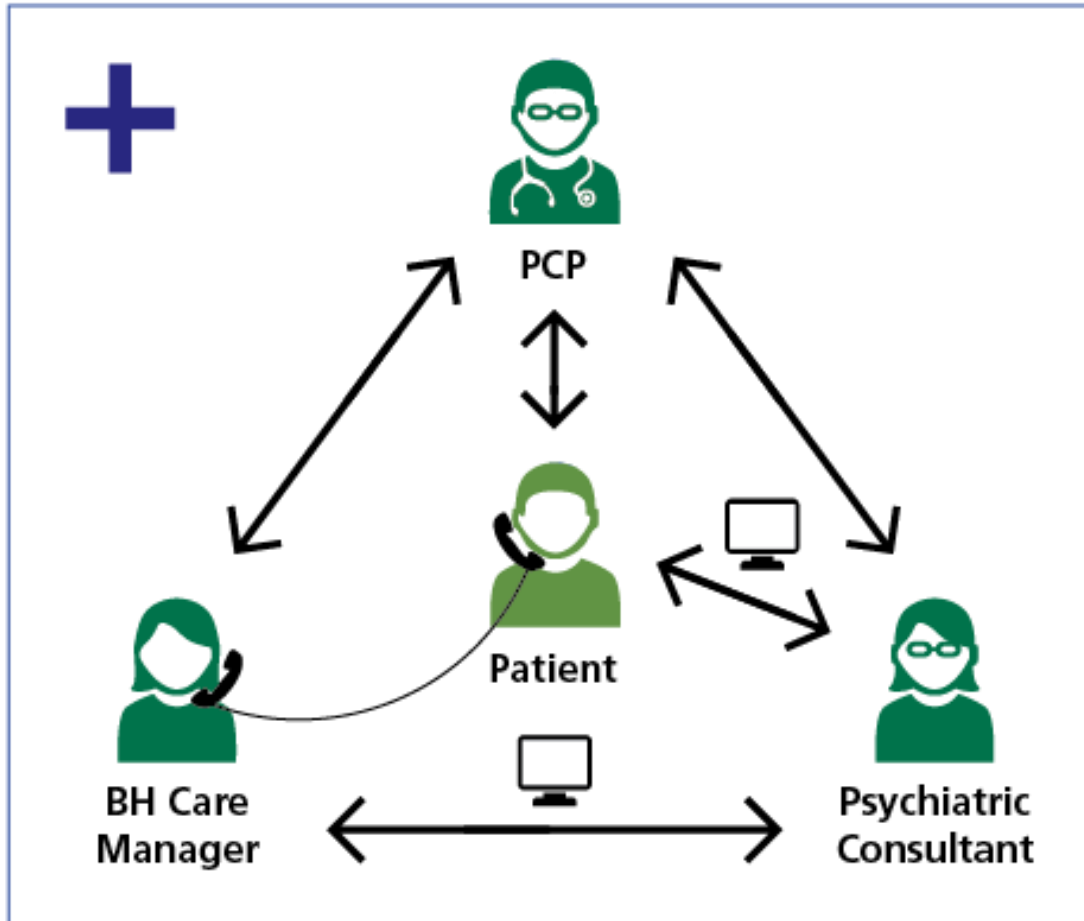 PCP
Patient
BH Care
Manager
Psychiatric
Consultant